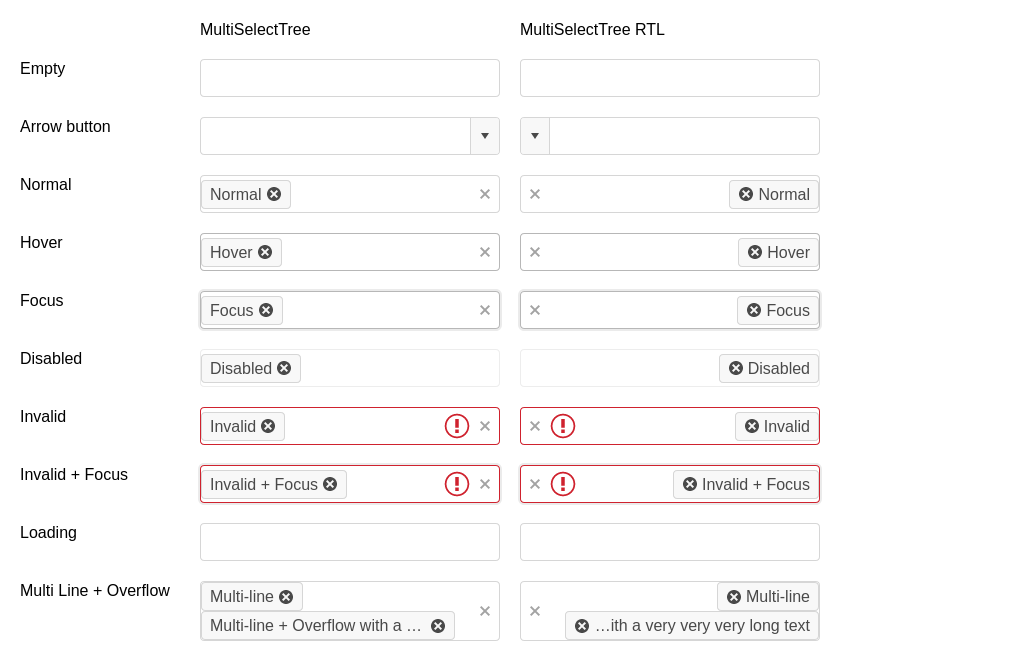 MultiSelectTree MultiSelectTree RTL
Empty
Arrow button
Normal Normal Normal
Hover Hover Hover
Focus Focus Focus
Disabled Disabled Disabled
Invalid Invalid Invalid
Invalid + Focus Invalid + Focus Invalid + Focus
Loading
Multi Line + Overflow Multi-line Multi-line
Multi-line + Overflow with a … …ith a very very very long text